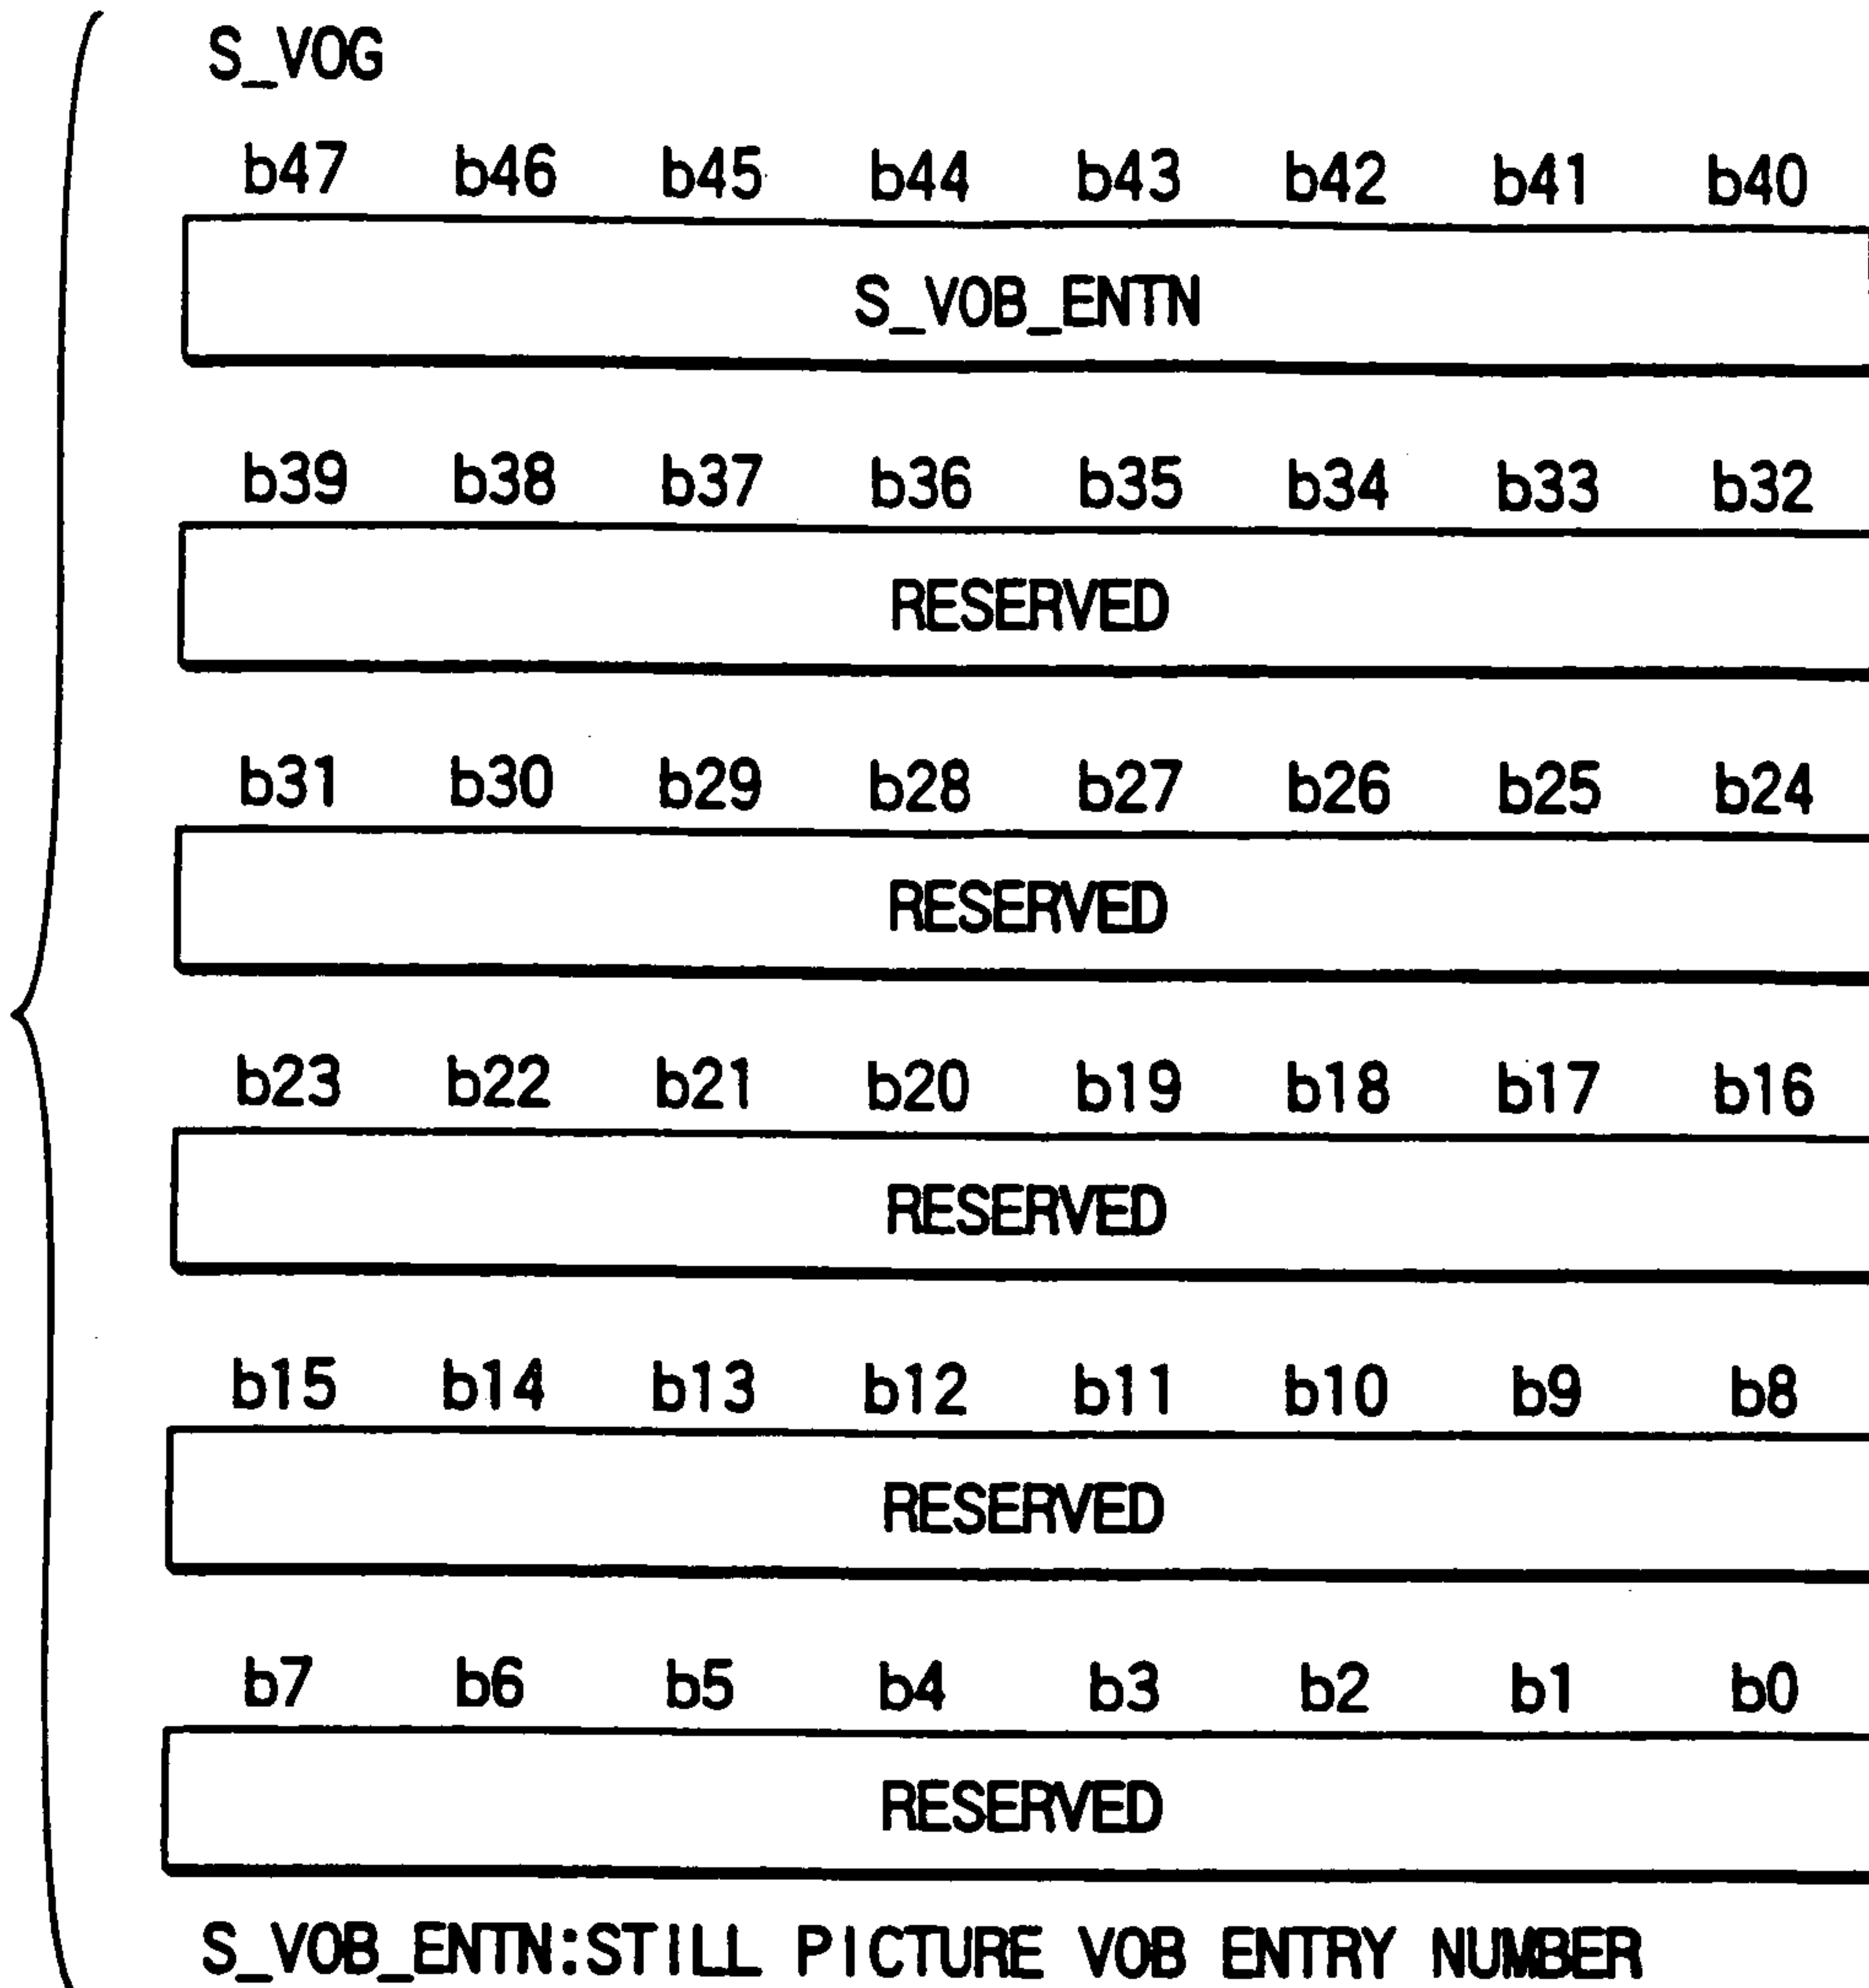 S_VOG
b47 b46 b45 b44 b43 b42 b41 b40
S_VOB_ENTN
b39 b38 b37 b36 b35 b34 b33 b32
RESERVED
b31 b30 b29 b28 b27 b26 b25 b24
RESERVED
b23 b22 b21 b20 b19 b18 b17 b16
RESERVED
b15 b14 b13 b12 b11 b10 b9 b8
RESERVED
b7 b6 b5 b4 b3 b2 b1 b0
RESERVED
S_VOB_ENTN:STILL PICTURE VOB ENTRY NUMBER